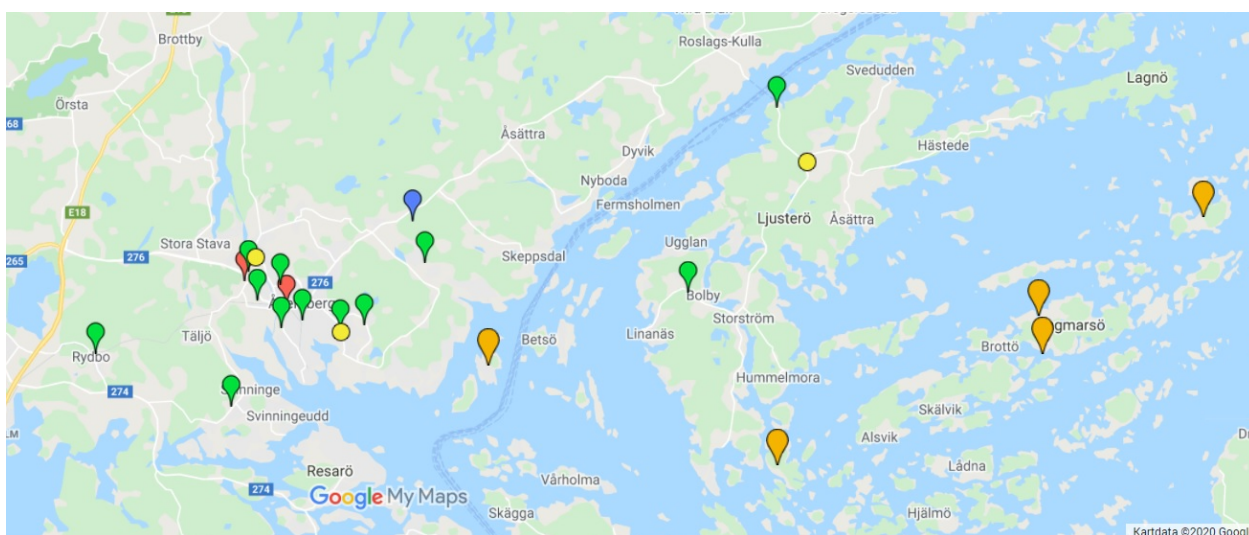 Brottby
Roslags-Kulla
Svedudden
Lagnö
Örsta
268
Åsättra
Hästede
Dyvik
Nyboda
E18
Fermsholmen
Ljusterö
Åsättra
Stora Stava
Ugglan
265
276
Skeppsdal
276
Bolby
Linanäs
Storström
Betsö
Täljö
Brottö
Rydbo
Hummelmora
274
Svinningeudd
Skälvik
Alsvik
Resarö
Lådna
Vårholma
274
Google My Maps
Skägga
Hjälmö
Kartdata ©2020 Googl